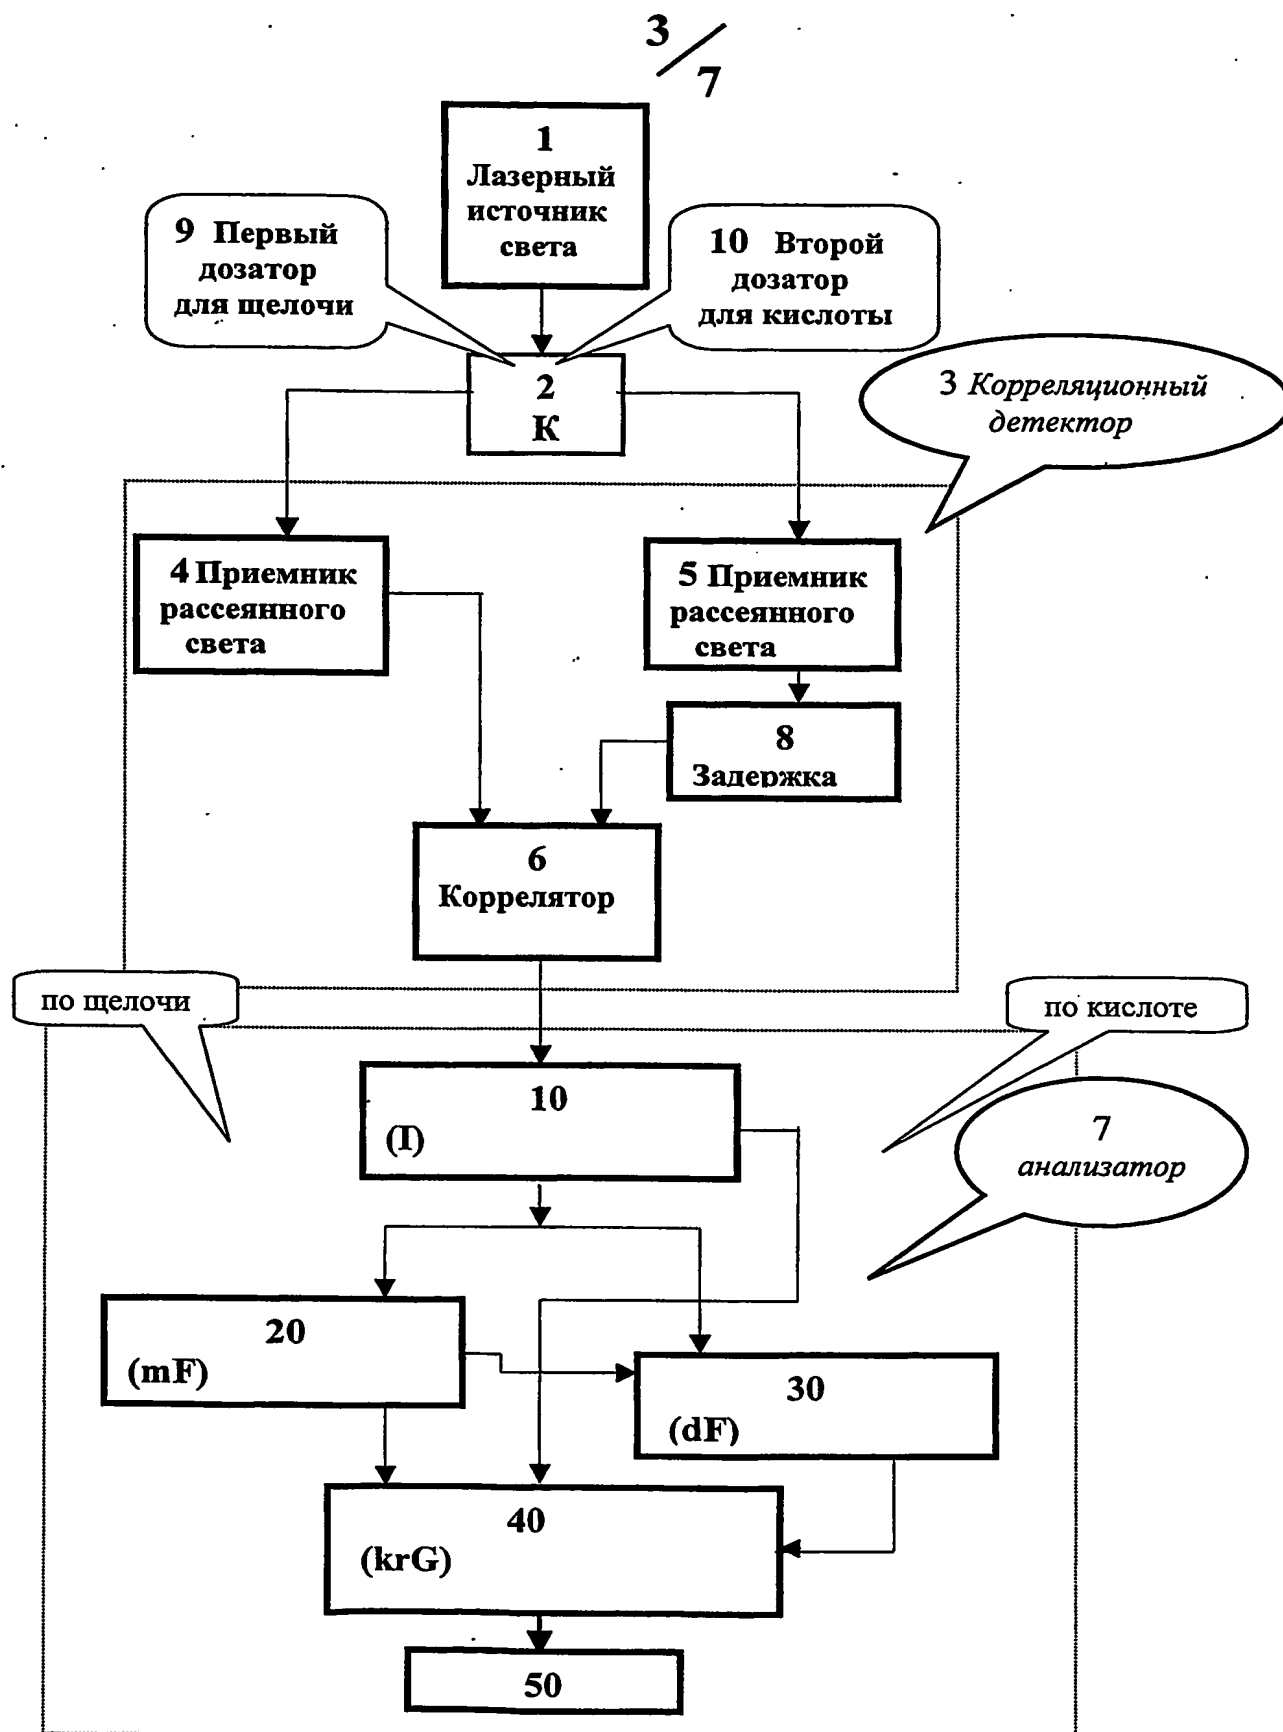 3/7
1
Лазерный
источник
света
9 Первый
дозатор
для щелочи
10 Второй
дозатор
для кислоты
2
К
3 Корреляционный
детектор
4 Приемник
рассеянного
света
5 Приемник
рассеянного
света
8
Задержка
6
Коррелятор
по щелочи
по кислоте
10
(I)
7
анализатор
20
(mF)
30
(dF)
40
(krG)
50